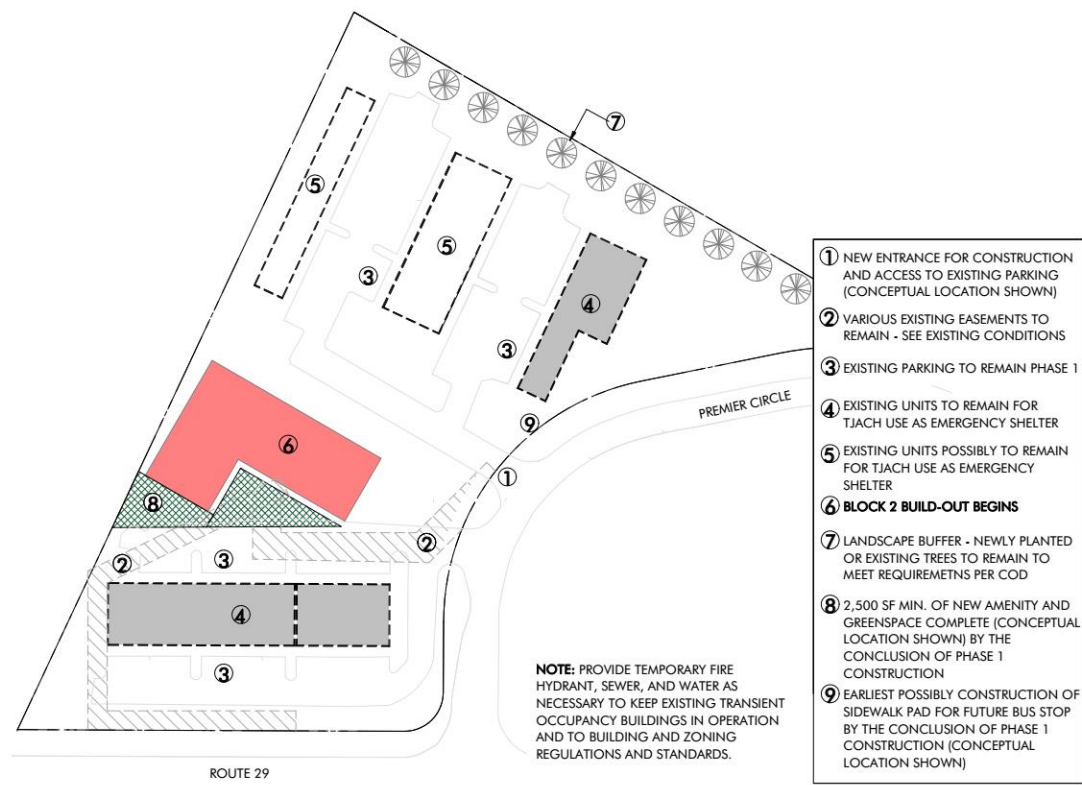 ⑦
⑤
⑤
③
④
③
PREMIER CIRCLE
⑨
⑥
①
⑧
②
②
③
④
③
NOTE: PROVIDE TEMPORARY FIRE
HYDRANT, SEWER, AND WATER AS
NECESSARY TO KEEP EXISTING TRANSIENT
OCCUPANCY BUILDINGS IN OPERATION
AND TO BUILDING AND ZONING
REGULATIONS AND STANDARDS.
ROUTE 29
① NEW ENTRANCE FOR CONSTRUCTION
AND ACCESS TO EXISTING PARKING
(CONCEPTUAL LOCATION SHOWN)
② VARIOUS EXISTING EASEMENTS TO
REMAIN - SEE EXISTING CONDITIONS
③ EXISTING PARKING TO REMAIN PHASE 1
④ EXISTING UNITS TO REMAIN FOR
TJACH USE AS EMERGENCY SHELTER
⑤ EXISTING UNITS POSSIBLY TO REMAIN
FOR TJACH USE AS EMERGENCY
SHELTER
⑥ BLOCK 2 BUILD-OUT BEGINS
⑦ LANDSCAPE BUFFER - NEWLY PLANTED
OR EXISTING TREES TO REMAIN TO
MEET REQUIREMETNS PER COD
⑧ 2,500 SF MIN. OF NEW AMENITY AND
GREENSPACE COMPLETE (CONCEPTUAL
LOCATION SHOWN) BY THE
CONCLUSION OF PHASE 1
CONSTRUCTION
⑨ EARLIEST POSSIBLY CONSTRUCTION OF
SIDEWALK PAD FOR FUTURE BUS STOP
BY THE CONCLUSION OF PHASE 1
CONSTRUCTION (CONCEPTUAL
LOCATION SHOWN)